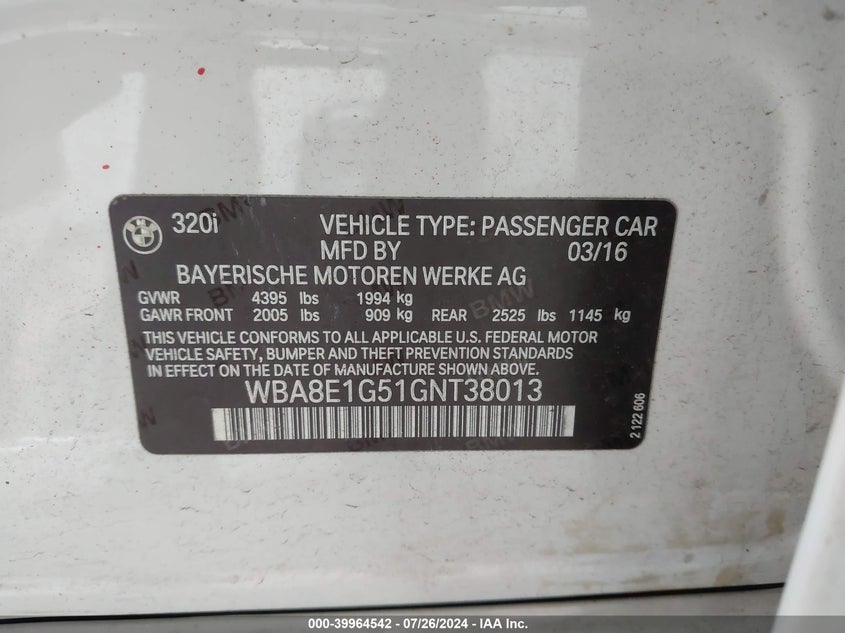 320i VEHICLE TYPE: PASSENGER CAR
MFD BY 03/16
BAYERISCHE MOTOREN WERKE AG
GVWR 4395 lbs 1994 kg
GAWR FRONT 2005 lbs 909 kg REAR 2525 lbs 1145 kg
THIS VEHICLE CONFORMS TO ALL APPLICABLE U.S. FEDERAL MOTOR
VEHICLE SAFETY, BUMPER AND THEFT PREVENTION STANDARDS
IN EFFECT ON THE DATE OF MANUFACTURE SHOWN ABOVE.
WBA8E1G51GNT38013
2 122 606
000-39964542 / 07/26/2024 - IAA Inc.